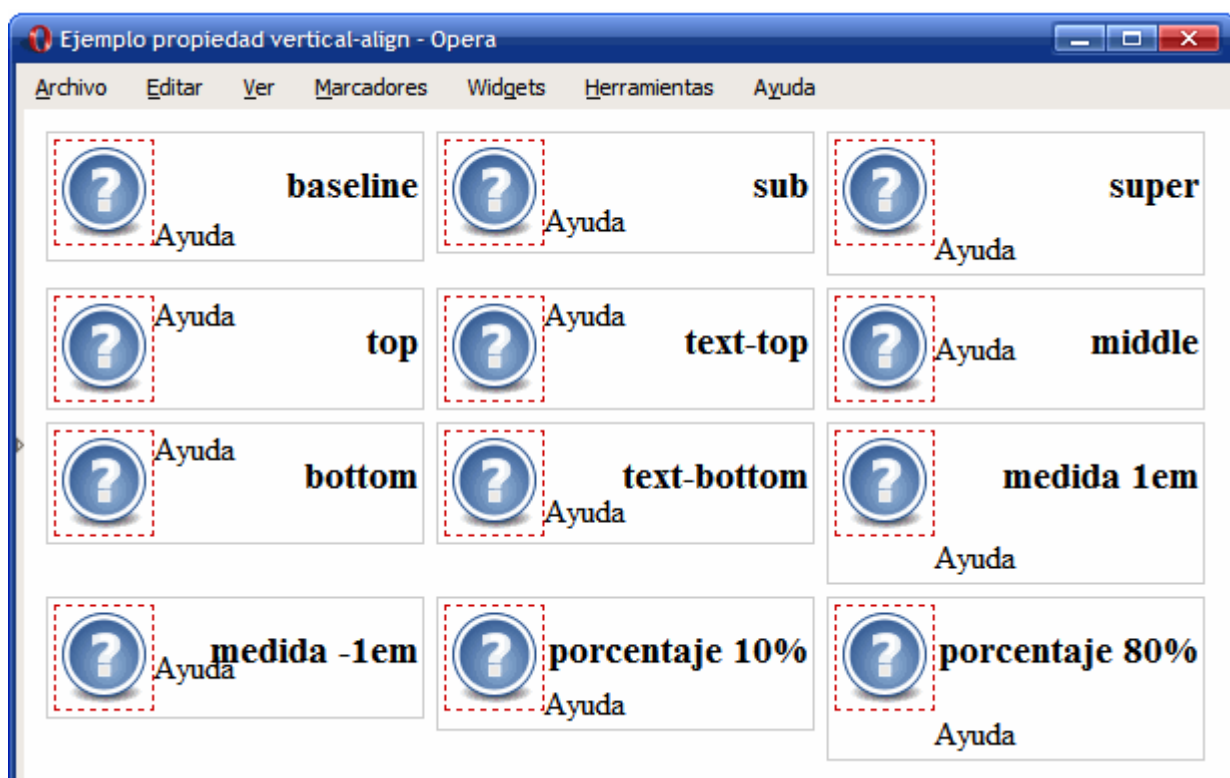 Ejemplo propiedad vertical-align - Opera
Archivo Editar Ver Marcadores Widgets Herramientas Ayuda
? baseline
Ayuda
? sub
Ayuda
? super
Ayuda
Ayuda
? top
Ayuda
? text-top
? Ayuda middle
Ayuda
? bottom
? text-bottom
Ayuda
? medida 1em
Ayuda
? medida -1em
Ayuda
? porcentaje 10%
Ayuda
? porcentaje 80%
Ayuda